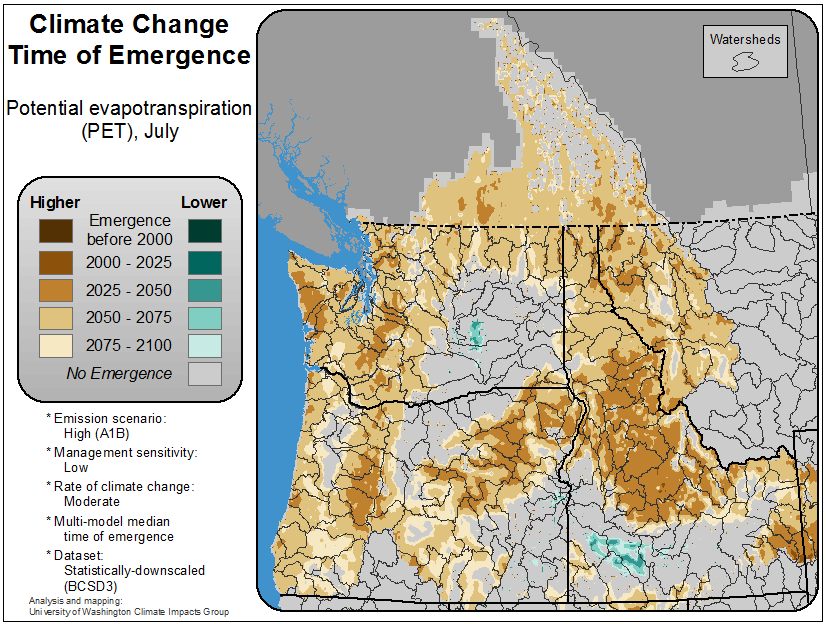 Climate Change
Time of Emergence
Potential evapotranspiration
(PET), July
Higher
Lower
Emergence
before 2000
2000 - 2025
2025 - 2050
2050 - 2075
2075 - 2100
No Emergence
* Emission scenario:
High (A1B)
* Management sensitivity:
Low
* Rate of climate change:
Moderate
* Multi-model median
time of emergence
* Dataset:
Statistically-downscaled
(BCSD3)
Analysis and mapping:
University of Washington Climate Impacts Group
Watersheds